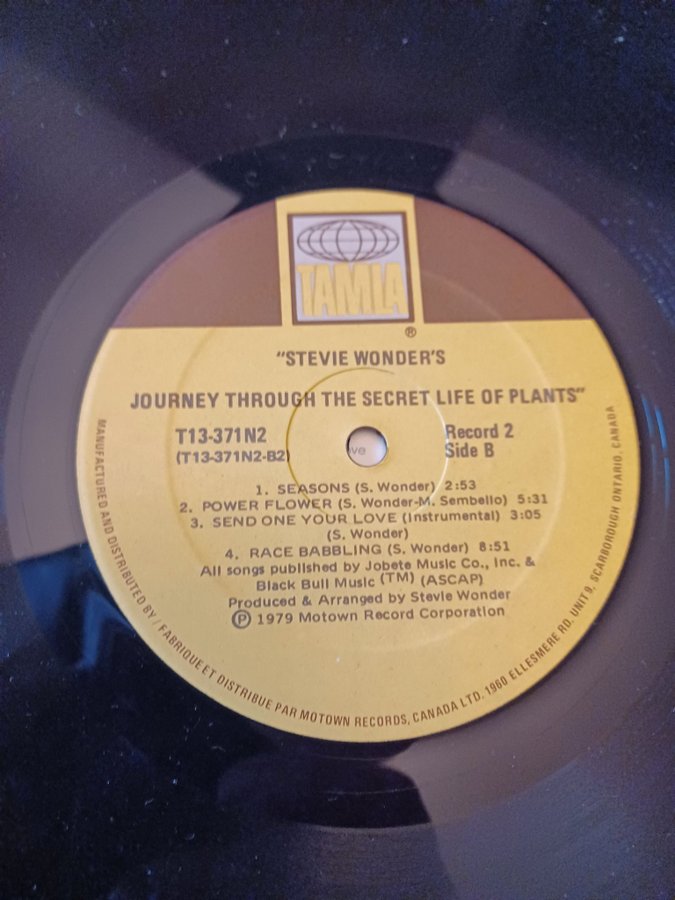 TAMLA
®
"STEVIE WONDER'S
JOURNEY THROUGH THE SECRET LIFE OF PLANTS"
T13-371N2
(T13-371N2-B2)
Record 2
Side B
1. SEASONS (S. Wonder) 2:53
2. POWER FLOWER (S. Wonder-M. Sembello) 5:31
3. SEND ONE YOUR LOVE (Instrumental) 3:05
(S. Wonder)
4. RACE BABBLING (S. Wonder) 8:51
All songs published by Jobete Music Co., Inc. &
Black Bull Music (TM) (ASCAP)
Produced & Arranged by Stevie Wonder
Ⓟ 1979 Motown Record Corporation
MANUFACTURED AND DISTRIBUTED BY / FABRIQUE ET DISTRIBUE PAR MOTOWN RECORDS, CANADA LTD. 1960 ELLESMERE RD. UNIT 9, SCARBOROUGH ONTARIO, CANADA